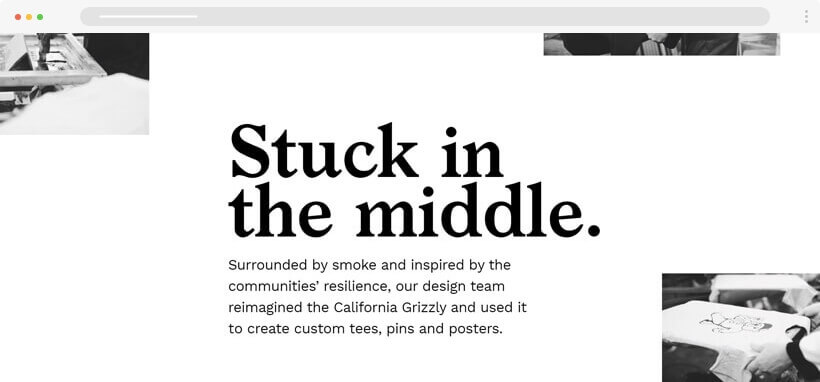 Stuck in
the middle.
Surrounded by smoke and inspired by the
communities’ resilience, our design team
reimagined the California Grizzly and used it
to create custom tees, pins and posters.